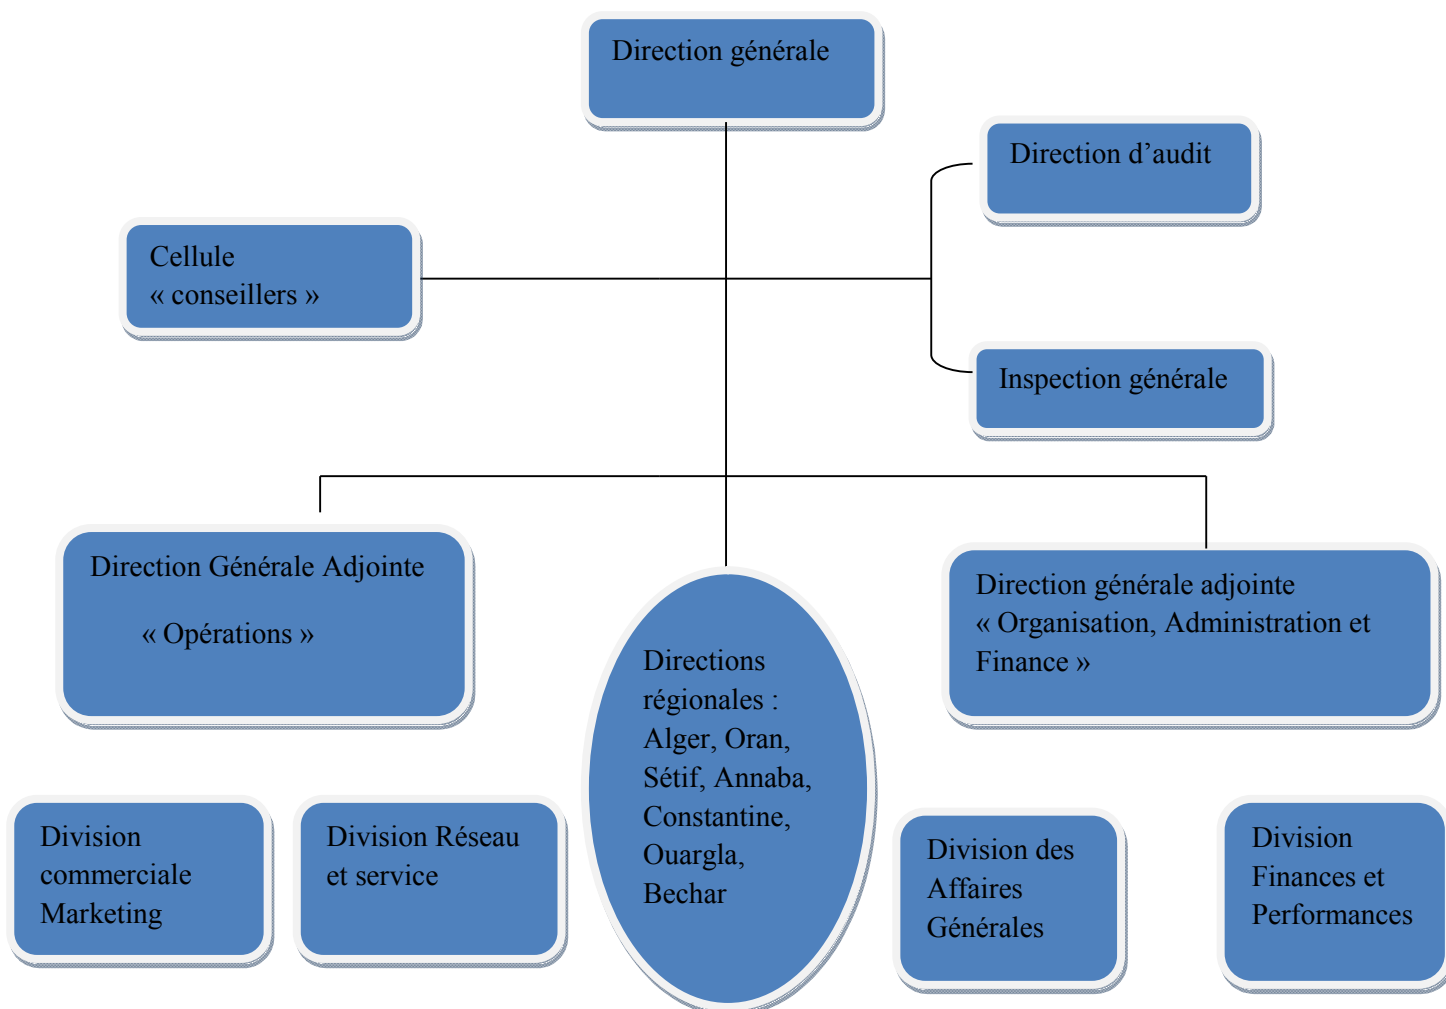 Direction générale
Direction d’audit
Cellule
« conseillers »
Inspection générale
Direction Générale Adjointe
« Opérations »
Direction générale adjointe
« Organisation, Administration et
Finance »
Directions
régionales :
Alger, Oran,
Sétif, Annaba,
Constantine,
Ouargla,
Bechar
Division
commerciale
Marketing
Division Réseau
et service
Division des
Affaires
Générales
Division
Finances et
Performances